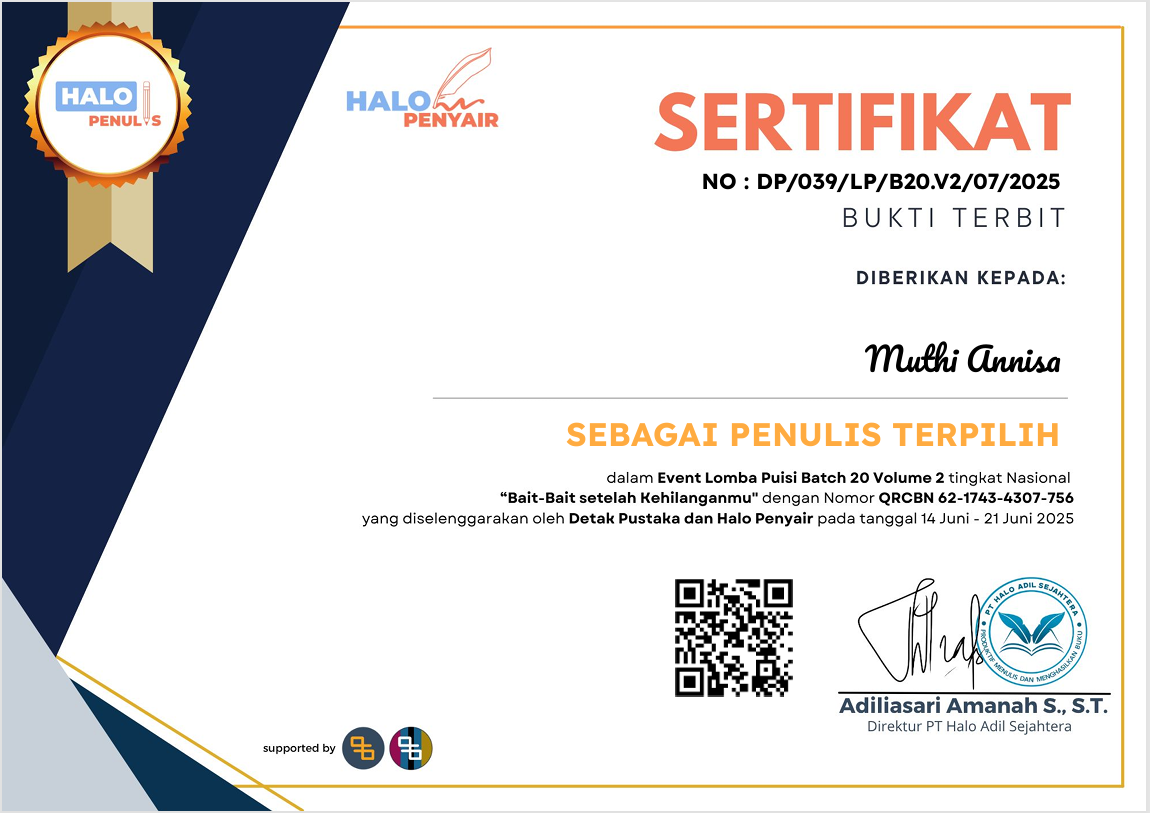 HALO
PENULIS
HALO
PENYAIR
SERTIFIKAT
NO : DP/039/LP/B20.V2/07/2025
BUKTI TERBIT
DIBERIKAN KEPADA:
Muthi Annisa
SEBAGAI PENULIS TERPILIH
dalam Event Lomba Puisi Batch 20 Volume 2 tingkat Nasional
“Bait-Bait setelah Kehilanganmu" dengan Nomor QRCBN 62-1743-4307-756
yang diselenggarakan oleh Detak Pustaka dan Halo Penyair pada tanggal 14 Juni - 21 Juni 2025
PT HALO ADIL SEJAHTERA
PRODUKTIF MENULIS DAN MENGHASILKAN BUKU
Adiliasari Amanah S., S.T.
Direktur PT Halo Adil Sejahtera
supported by